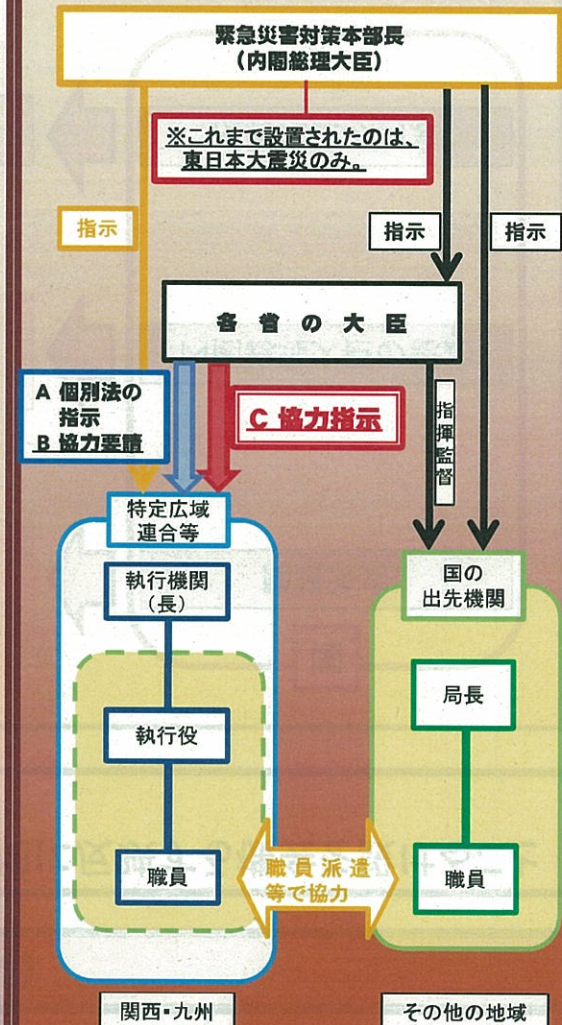 緊急災害対策本部長
(内閣総理大臣)
※これまで設置されたのは、
東日本大震災のみ。
指示
指示
指示
各省の大臣
A 個別法の
指示
B 協力要請
C 協力指示
指揮監督
特定広域
連合等
執行機関
(長)
執行役
職員
国の
出先機関
局長
職員
職員派遣
等で協力
関西・九州
その他の地域